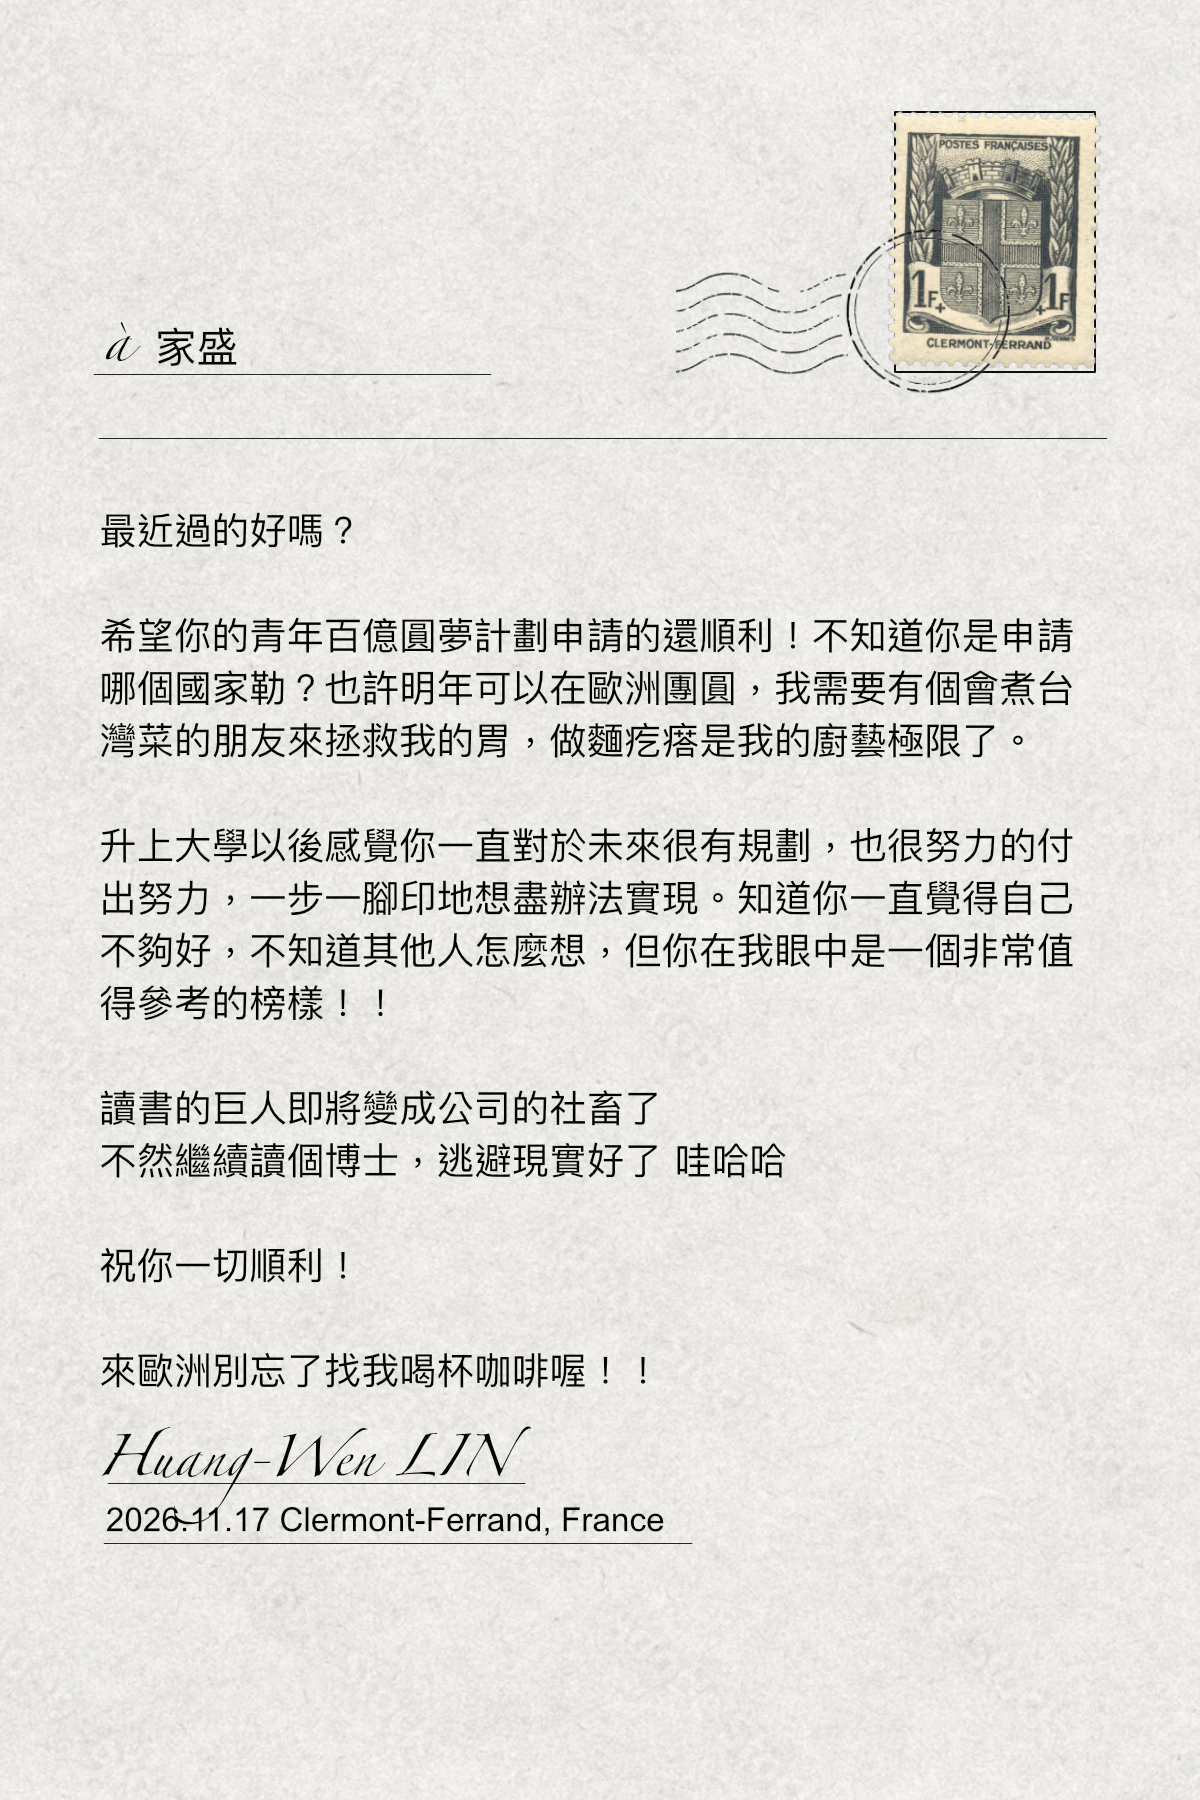 POSTES FRANÇAISES
1F+
+1F
CLERMONT-FERRAND
à 家盛
最近過的好嗎？
希望你的青年百億圓夢計劃申請的還順利！不知道你是申請
哪個國家勒？也許明年可以在歐洲團圓，我需要有個會煮台
灣菜的朋友來拯救我的胃，做麵疙瘩是我的廚藝極限了。
升上大學以後感覺你一直對於未來很有規劃，也很努力的付
出努力，一步一腳印地想盡辦法實現。知道你一直覺得自己
不夠好，不知道其他人怎麼想，但你在我眼中是一個非常值
得參考的榜樣！！
讀書的巨人即將變成公司的社畜了
不然繼續讀個博士，逃避現實好了 哇哈哈
祝你一切順利！
來歐洲別忘了找我喝杯咖啡喔！！
Huang-Wen LIN
2026.11.17 Clermont-Ferrand, France